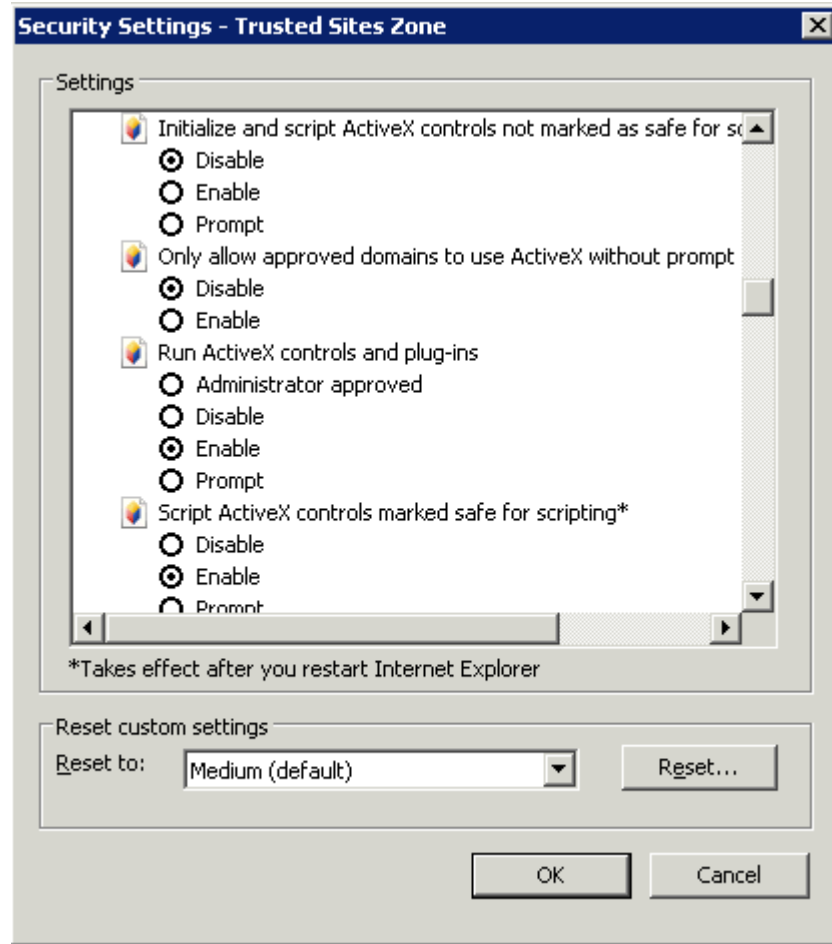 Security Settings - Trusted Sites Zone
Settings
Initialize and script ActiveX controls not marked as safe for
Disable
Enable
Prompt
Only allow approved domains to use ActiveX without prompt
Disable
Enable
Run ActiveX controls and plug-ins
Administrator approved
Disable
Enable
Prompt
Script ActiveX controls marked safe for scripting*
Disable
Enable
Prompt
*Takes effect after you restart Internet Explorer
Reset custom settings
Reset to: Medium (default) Reset...
OK Cancel